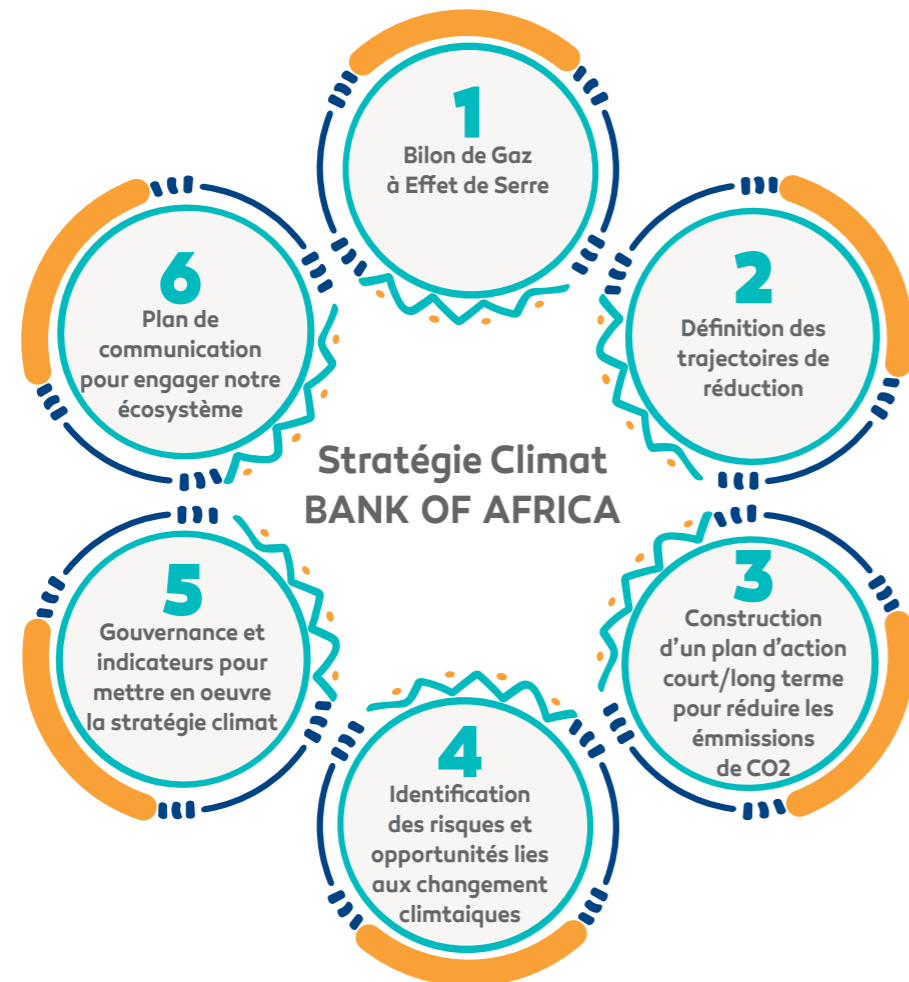 1
Bilon de Gaz
à Effet de Serre
2
Définition des
trajectoires de
réduction
3
Construction
d'un plan d'action
court/long terme
pour réduire les
émmissions
de CO2
4
Identification
des risques et
opportunités lies
aux changement
climtaiques
5
Gouvernance et
indicateurs pour
mettre en oeuvre
la stratégie climat
6
Plan de
communication
pour engager notre
écosystème
Stratégie Climat
BANK OF AFRICA